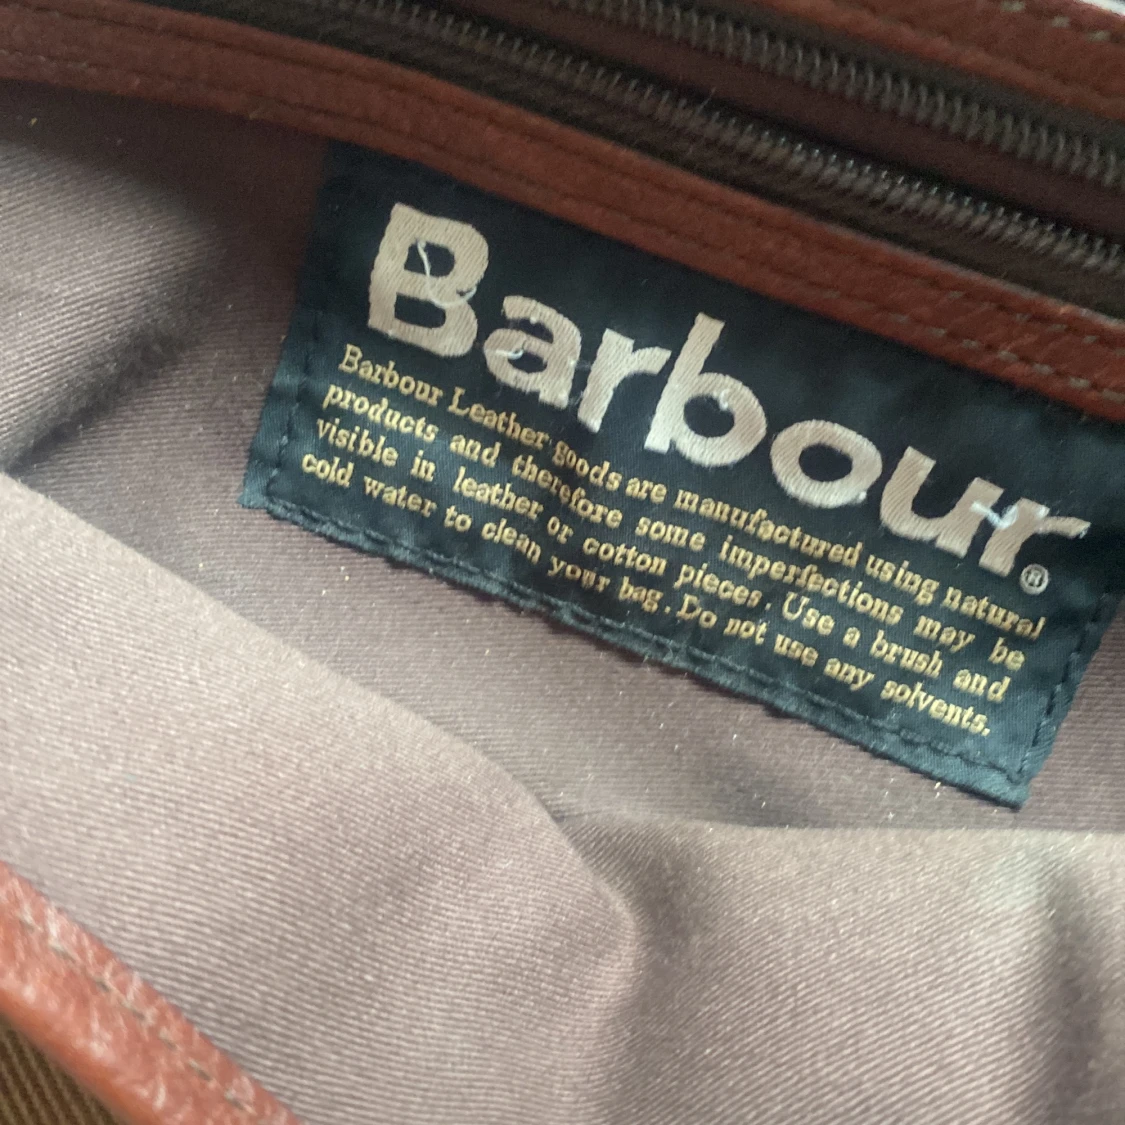 Barbour
®
Barbour Leather goods are manufactured using natural
products and therefore some imperfections may be
visible in leather or cotton pieces. Use a brush and
cold water to clean your bag. Do not use any solvents.